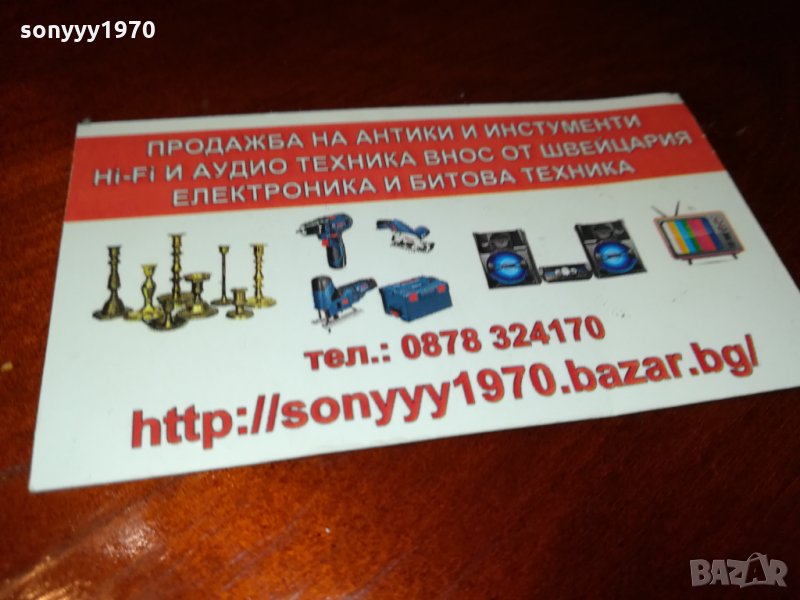 sonyyy1970
ПРОДАЖБА НА АНТИКИ И ИНСТУМЕНТИ
Hi-Fi И АУДИО ТЕХНИКА ВНОС ОТ ШВЕЙЦАРИЯ
ЕЛЕКТРОНИКА И БИТОВА ТЕХНИКА
тел.: 0878 324170
http://sonyyy1970.bazar.bg/
BAZAR